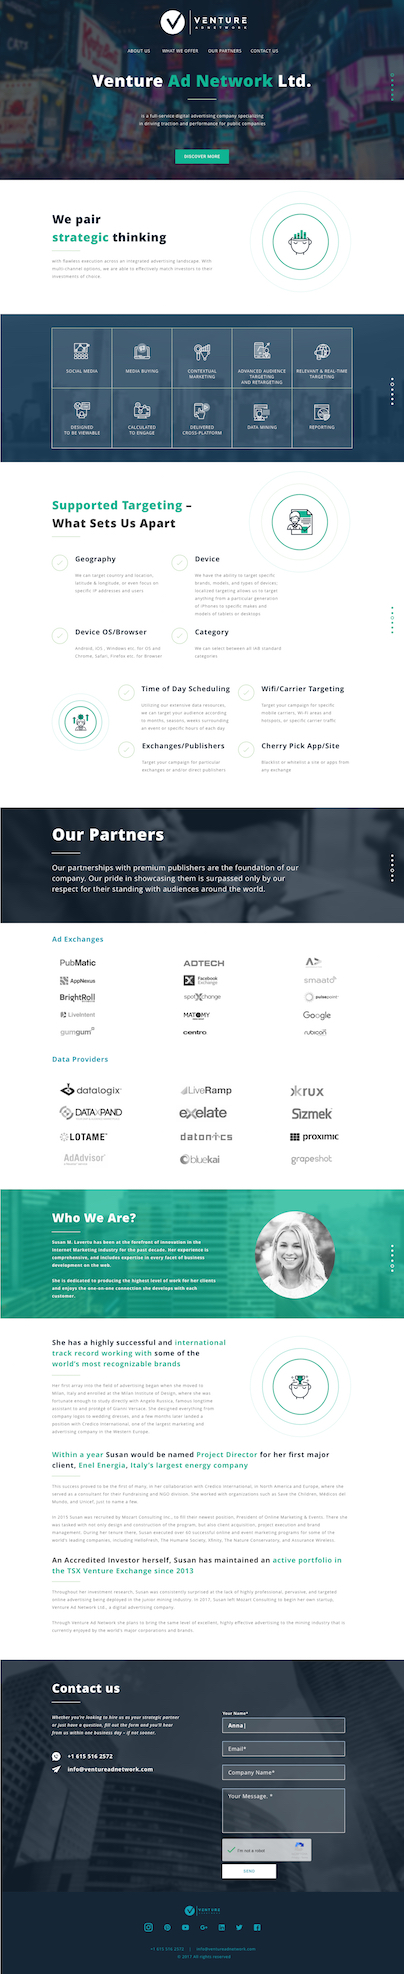 VENTURE
ADNETWORK
ABOUT US WHAT WE OFFER OUR PARTNERS CONTACT US
Venture Ad Network Ltd.
is a full-service digital advertising company specializing
in driving traction and performance for public companies
DISCOVER MORE
We pair
strategic thinking
with flawless execution across an integrated advertising landscape. With
multi-channel options, we are able to effectively match investors to their
investments of choice.
SOCIAL MEDIA
MEDIA BUYING
CONTEXTUAL
MARKETING
ADVANCED AUDIENCE
TARGETING
AND RETARGETING
RELEVANT & REAL-TIME
TARGETING
DESIGNED
TO BE VIEWABLE
CALCULATED
TO ENGAGE
DELIVERED
CROSS-PLATFORM
DATA MINING
REPORTING
Supported Targeting –
What Sets Us Apart
Geography
We can target country and location,
latitude & longitude, or even focus on
specific IP addresses and users
Device
We have the ability to target specific
brands, models, and types of devices;
localized targeting allows us to target
anything from a particular generation
of iPhones to specific makes and
models of tablets or desktops
Device OS/Browser
Android, iOS, Windows etc. for OS and
Chrome, Safari, Firefox etc. for Browser
Category
We can select between all IAB standard
categories
Time of Day Scheduling
Utilizing our extensive data resources,
we can target your audience according
to months, seasons, weeks surrounding
an event or specific hours of each day
Wifi/Carrier Targeting
Target your campaign for specific
mobile carriers, Wi-Fi areas and
hotspots, or specific carrier traffic
Exchanges/Publishers
Target your campaign for particular
exchanges or and/or direct publishers
Cherry Pick App/Site
Blacklist or whitelist a site or apps from
any exchange
Our Partners
Our partnerships with premium publishers are the foundation of our
company. Our pride in showcasing them is surpassed only by our
respect for their standing with audiences around the world.
Ad Exchanges
PubMatic ADTECH
AppNexus Facebook Exchange smaato
BrightRoll spotXchange pulsepoint
LiveIntent MATOMY Google
gumgum centro rubicon
Data Providers
datalogix LiveRamp krux
DATAXPAND exelate Sizmek
LOTAME datonics proximic
AdAdvisor bluekai grapeshot
Who We Are?
Susan M. Laverto has been at the forefront of innovation in the
Internet Marketing industry for the past decade. Her experience is
comprehensive, and includes expertise in every facet of business
development on the web.
She is dedicated to producing the highest level of work for her clients
and enjoys the one-on-one connection she develops with each
customer.
She has a highly successful and international
track record working with some of the
world's most recognizable brands
Her first array into the field of advertising began when she moved to
Milan, Italy and enrolled at the Milan Institute of Design, where she was
fortunate enough to study directly with Angelo Ruscica, famous longtime
assistant to and protégé of Gianni Versace. She designed everything from
company logos to wedding dresses, and a few months later landed a
position with Credico International, one of the largest marketing and
advertising company in the Western Europe.
Within a year Susan would be named Project Director for her first major
client, Enel Energia, Italy's largest energy company
This success proved to be the first of many, in her collaboration with Credico International, in North America and Europe, where she
served as a consultant for their Fundraising and NGO division. She worked with organizations such as Save the Children, Médicos del
Mundo, and Unicef, just to name a few.
In 2015 Susan was recruited by Mozart Consulting Inc., to fill their newest position, President of Online Marketing & Events. There she
was tasked with not only design and construction of the program, but also client acquisition, project execution and brand
management. During her tenure there, Susan executed over 80 successful online and event marketing programs for some of the
world's leading companies, including HelloFresh, The Humane Society, Xfinity, The Nature Conservatory, and Assurance Wireless.
An Accredited Investor herself, Susan has maintained an active portfolio in
the TSX Venture Exchange since 2013
Throughout her investment research, Susan was consistently surprised at the lack of highly professional, pervasive, and targeted
online advertising being deployed in the junior mining industry. In 2017, Susan left Mozart Consulting to begin her own startup,
Venture Ad Network Ltd., a digital advertising company.
Through Venture Ad Network she plans to bring the same level of excellent, highly effective advertising to the mining industry that is
currently enjoyed by the world's major corporations and brands.
Contact us
Whether you're looking to hire us as your strategic partner
or just have a question, fill out the form and you'll hear
from us within one business day – if not sooner.
+1 615 516 2572
info@ventureadnetwork.com
Your Name*
Anna|
Email*
Company Name*
Your Message. *
I'm not a robot
SEND
VENTURE
ADNETWORK
+1 615 516 2572 | info@ventureadnetwork.com
© 2017 All rights reserved